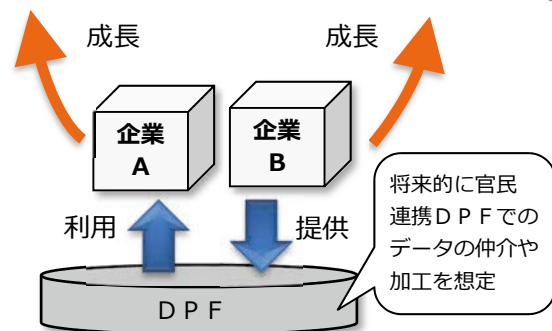 成長
成長
企業
A
企業
B
利用
提供
将来的に官民
連携ＤＰＦでの
データの仲介や
加工を想定
ＤＰＦ